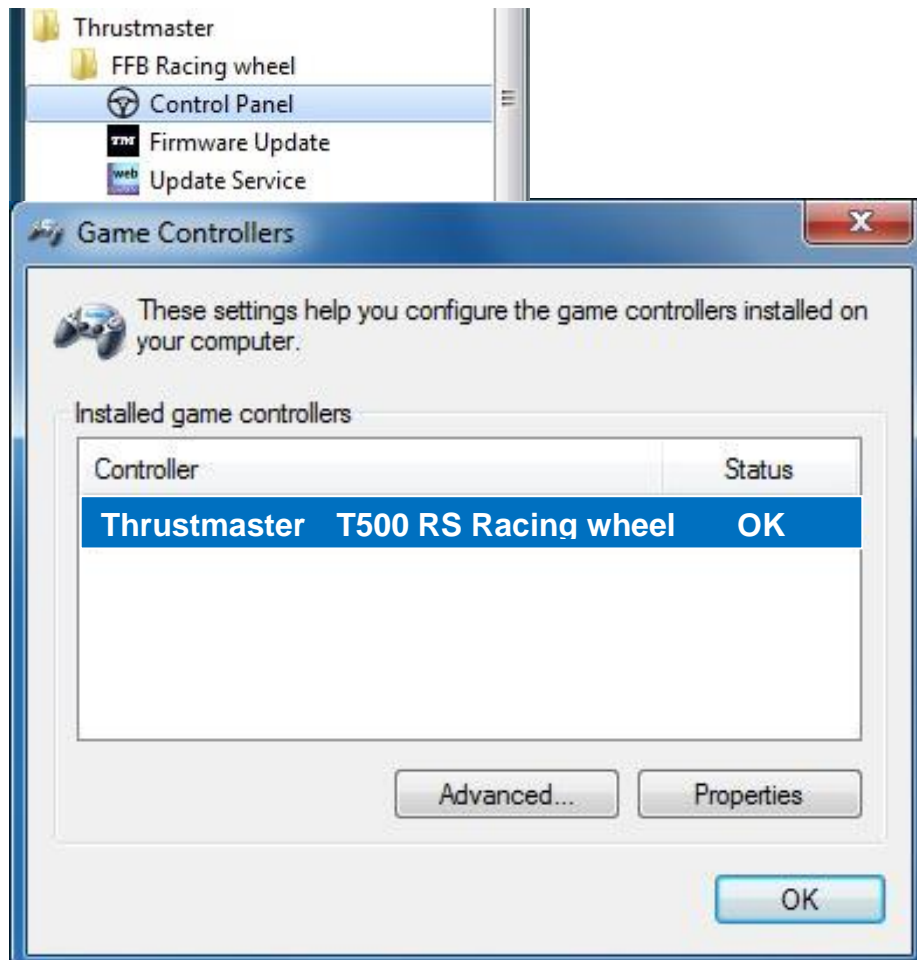 Thrustmaster
FFB Racing wheel
Control Panel
TM Firmware Update
web Update Service
Game Controllers
These settings help you configure the game controllers installed on
your computer.
Installed game controllers
Controller Status
Thrustmaster T500 RS Racing wheel OK
Advanced... Properties
OK